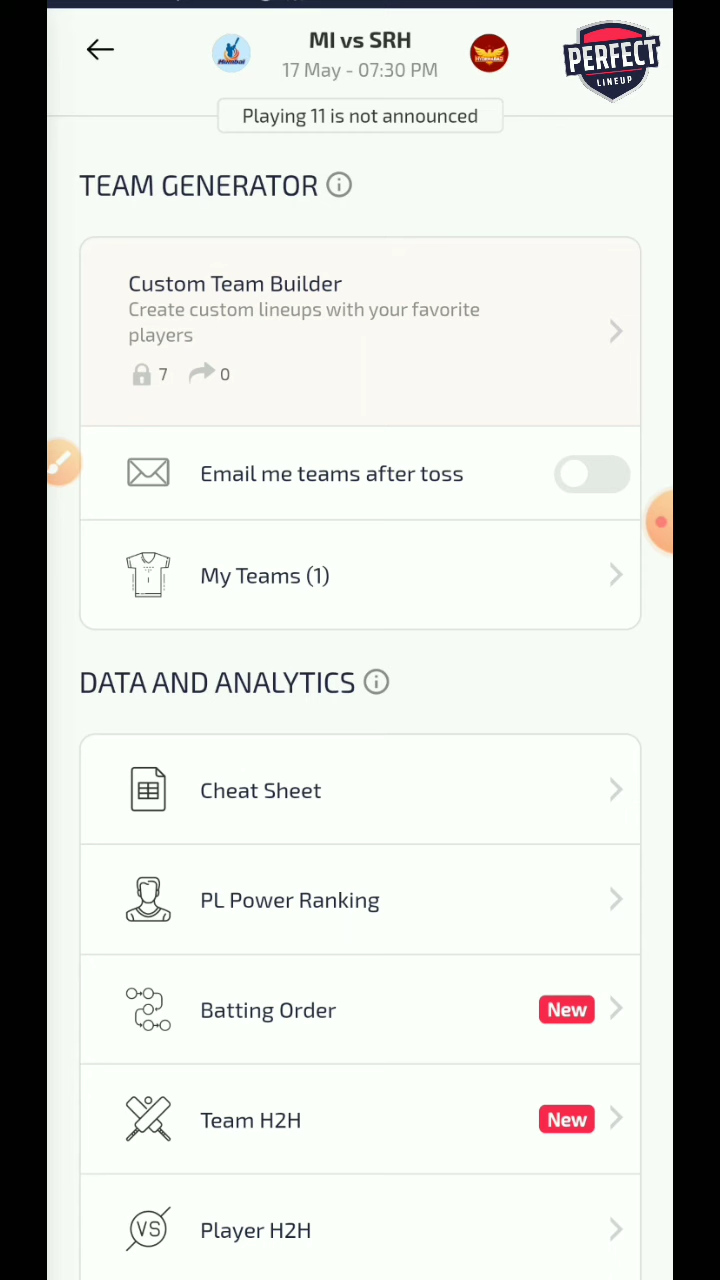 MI vs SRH
17 May - 07:30 PM
PERFECT
LINEUP
Playing 11 is not announced
TEAM GENERATOR
Custom Team Builder
Create custom lineups with your favorite
players
7 0
Email me teams after toss
My Teams (1)
DATA AND ANALYTICS
Cheat Sheet
PL Power Ranking
Batting Order New
Team H2H New
VS Player H2H